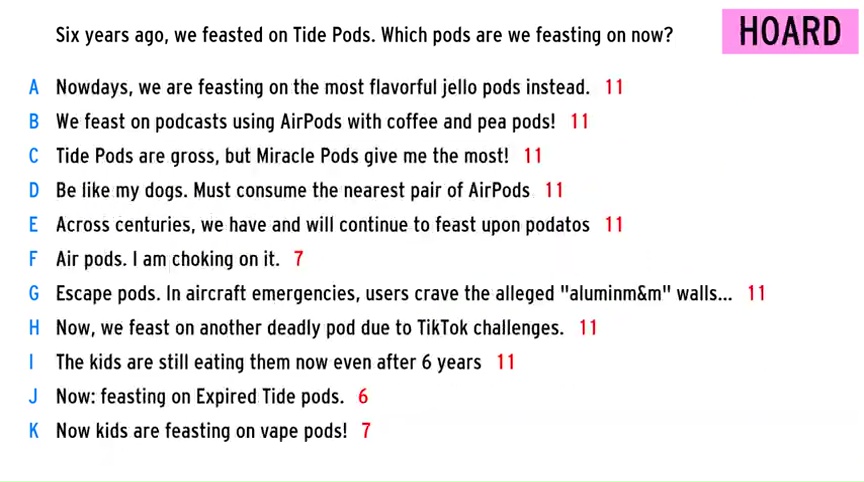 Six years ago, we feasted on Tide Pods. Which pods are we feasting on now?
HOARD
A Nowdays, we are feasting on the most flavorful jello pods instead. 11
B We feast on podcasts using AirPods with coffee and pea pods! 11
C Tide Pods are gross, but Miracle Pods give me the most! 11
D Be like my dogs. Must consume the nearest pair of AirPods 11
E Across centuries, we have and will continue to feast upon podatos 11
F Air pods. I am choking on it. 7
G Escape pods. In aircraft emergencies, users crave the alleged "aluminm&m" walls... 11
H Now, we feast on another deadly pod due to TikTok challenges. 11
I The kids are still eating them now even after 6 years 11
J Now: feasting on Expired Tide pods. 6
K Now kids are feasting on vape pods! 7